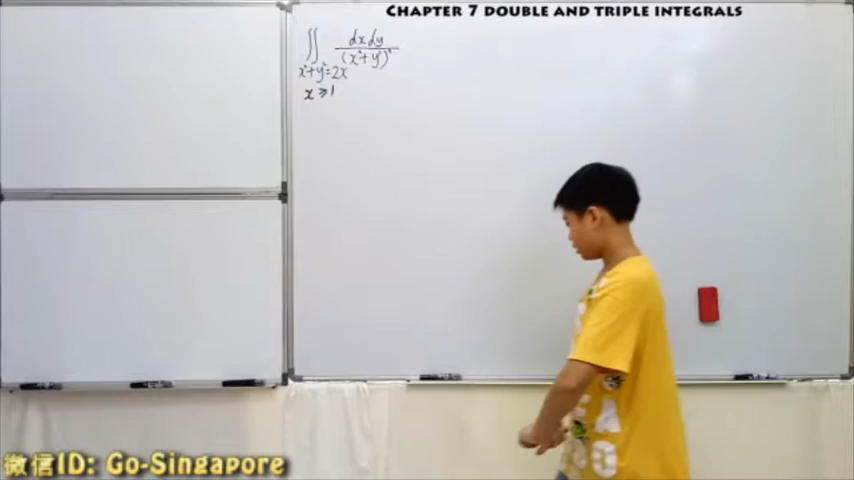 CHAPTER 7 DOUBLE AND TRIPLE INTEGRALS
∬ dxdy / (x²+y²)²
x²+y²=2x
x ≥ 1
微信ID: Go-Singapore